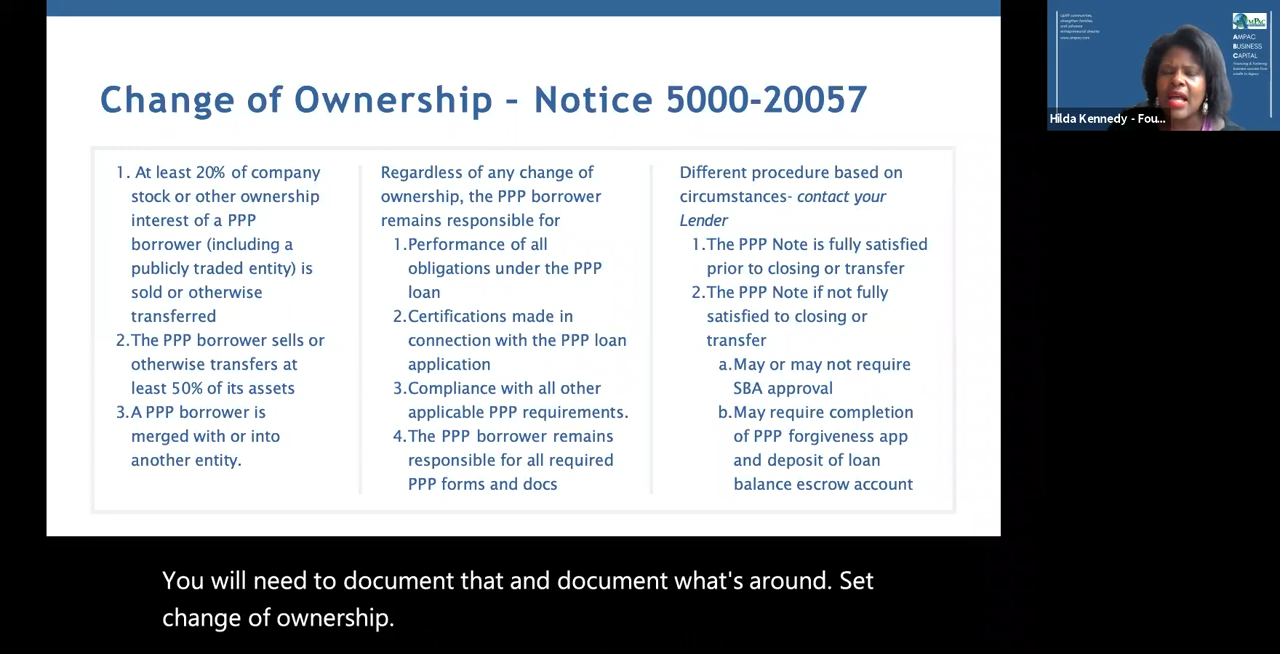 Change of Ownership - Notice 5000-20057
1. At least 20% of company
stock or other ownership
interest of a PPP
borrower (including a
publicly traded entity) is
sold or otherwise
transferred
2.The PPP borrower sells or
otherwise transfers at
least 50% of its assets
3.A PPP borrower is
merged with or into
another entity.
Regardless of any change of
ownership, the PPP borrower
remains responsible for
1.Performance of all
obligations under the PPP
loan
2.Certifications made in
connection with the PPP loan
application
3.Compliance with all other
applicable PPP requirements.
4.The PPP borrower remains
responsible for all required
PPP forms and docs
Different procedure based on
circumstances- contact your
Lender
1.The PPP Note is fully satisfied
prior to closing or transfer
2.The PPP Note if not fully
satisfied to closing or
transfer
a.May or may not require
SBA approval
b.May require completion
of PPP forgiveness app
and deposit of loan
balance escrow account
AMPAC
BUSINESS
CAPITAL
Hilda Kennedy - Fou...
You will need to document that and document what's around. Set
change of ownership.